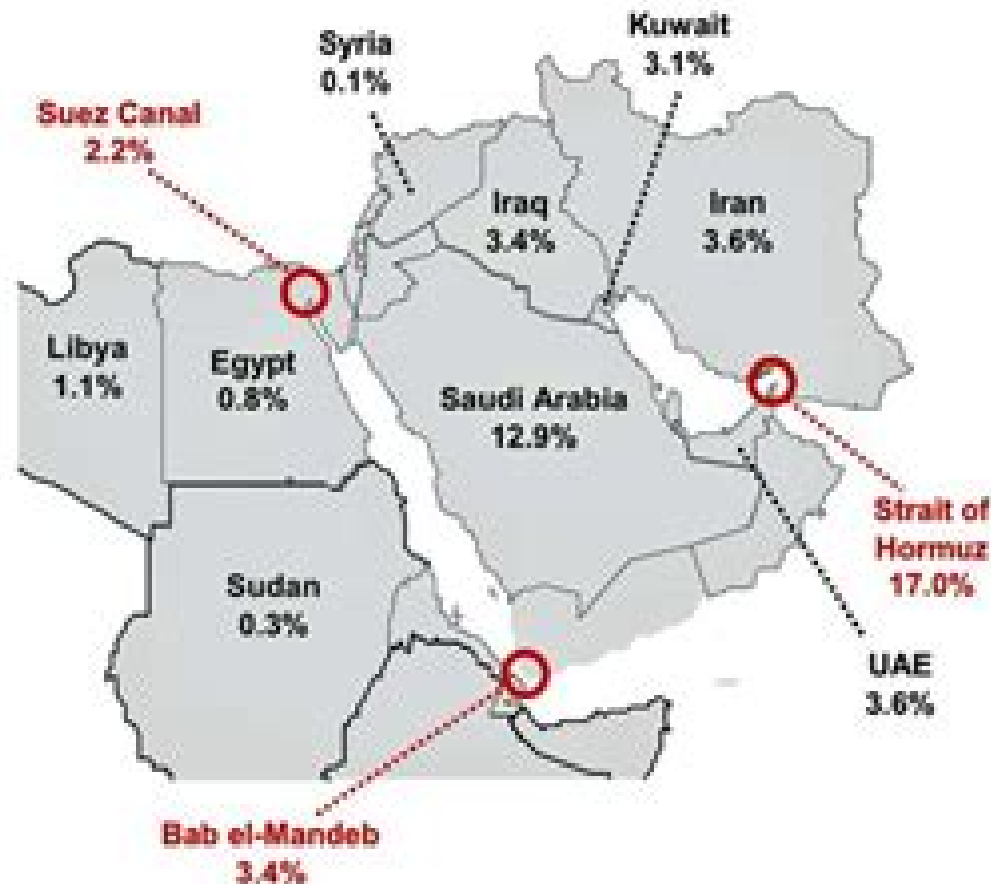 Kuwait
3.1%
Syria
0.1%
Suez Canal
2.2%
Iraq
3.4%
Iran
3.6%
Libya
1.1%
Egypt
0.8%
Saudi Arabia
12.9%
Strait of
Hormuz
17.0%
Sudan
0.3%
UAE
3.6%
Bab el-Mandeb
3.4%